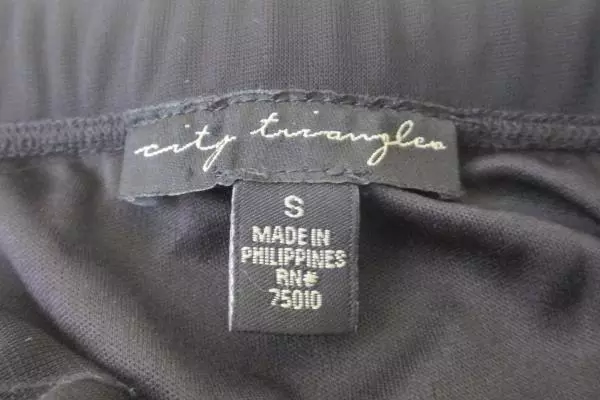 city triangles
S
MADE IN
PHILIPPINES
RN#
75010